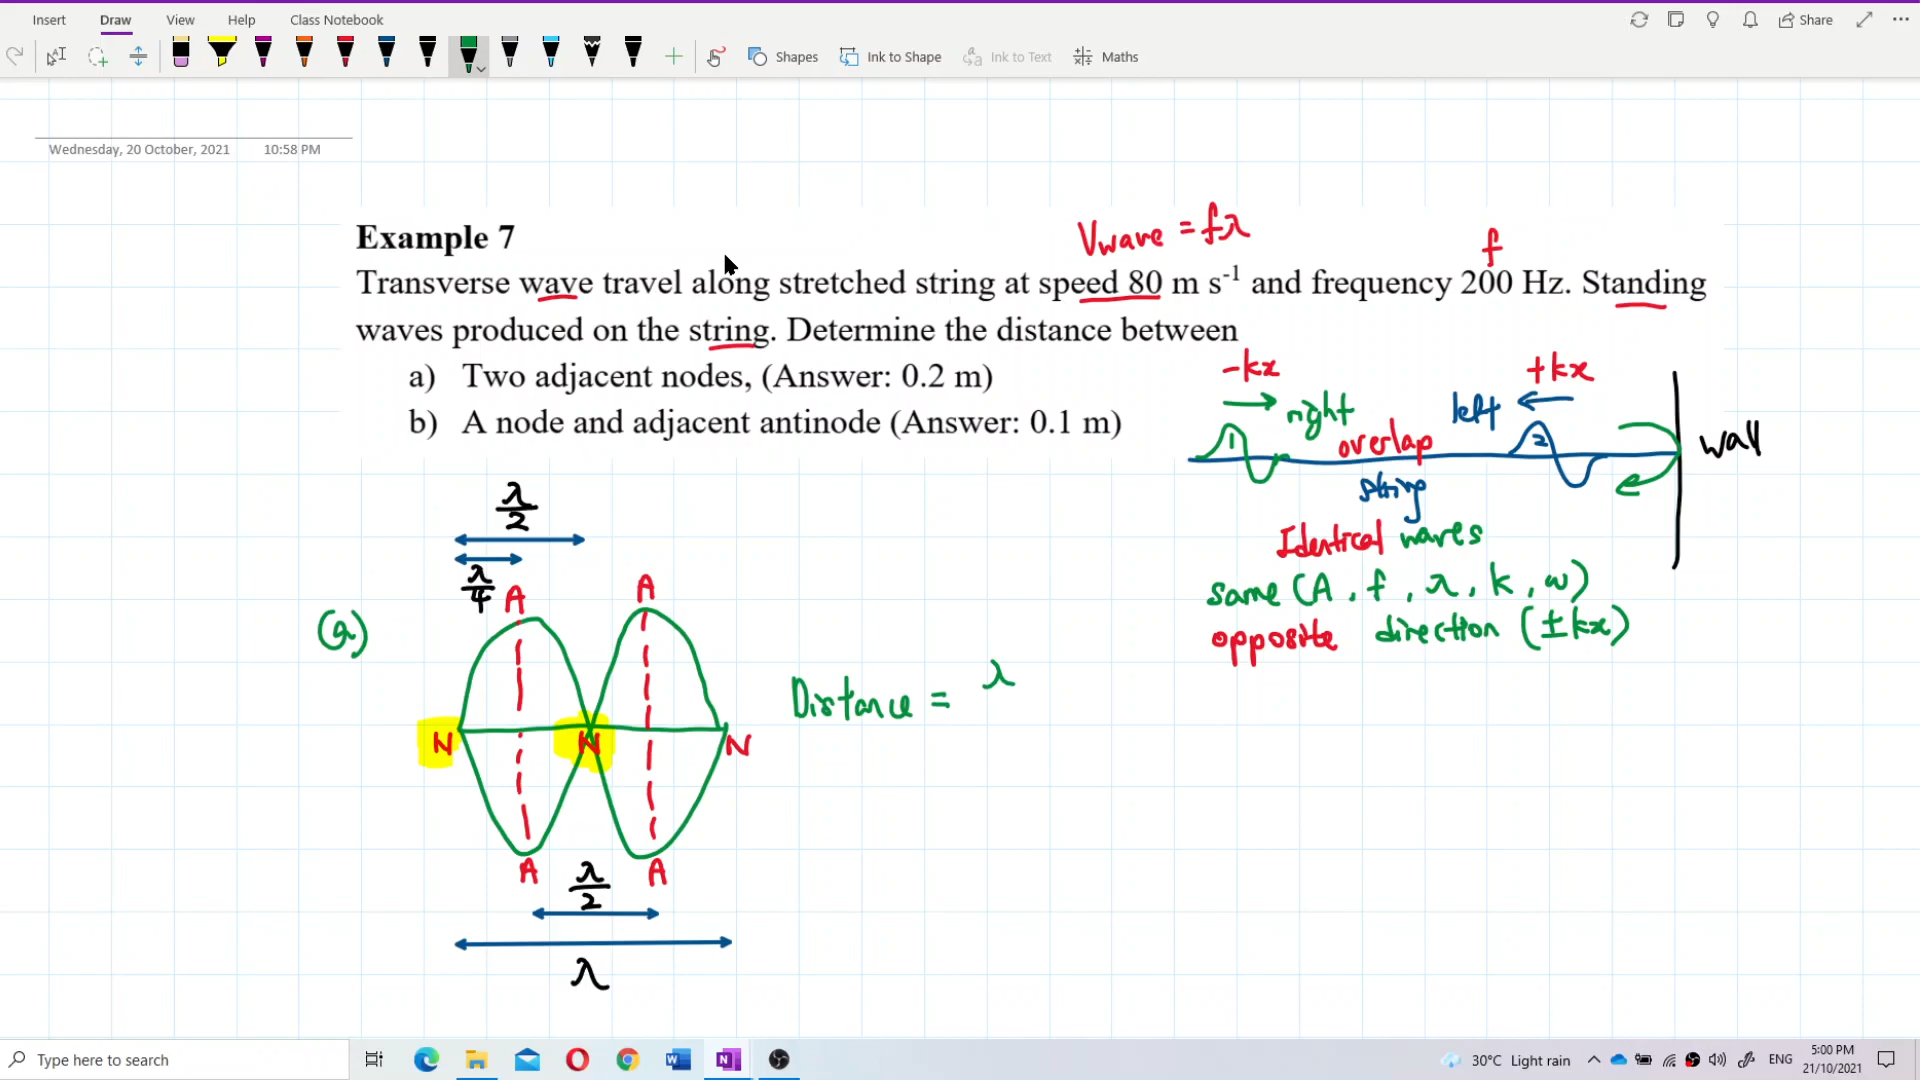 Insert Draw View Help Class Notebook
Share
Shapes Ink to Shape Ink to Text Maths
Wednesday, 20 October, 2021 10:58 PM
Vwave = fλ
f
Example 7
Transverse wave travel along stretched string at speed 80 m s⁻¹ and frequency 200 Hz. Standing
waves produced on the string. Determine the distance between
a) Two adjacent nodes, (Answer: 0.2 m)
b) A node and adjacent antinode (Answer: 0.1 m)
-kx +kx
right left
1 overlap 2 wall
string
Identical waves
same (A, f, λ, k, ω)
opposite direction (±kx)
λ/2
λ/4
A A
(a)
Distance = λ
N N N
A A
λ/2
λ
Type here to search
30°C Light rain
ENG
5:00 PM
21/10/2021